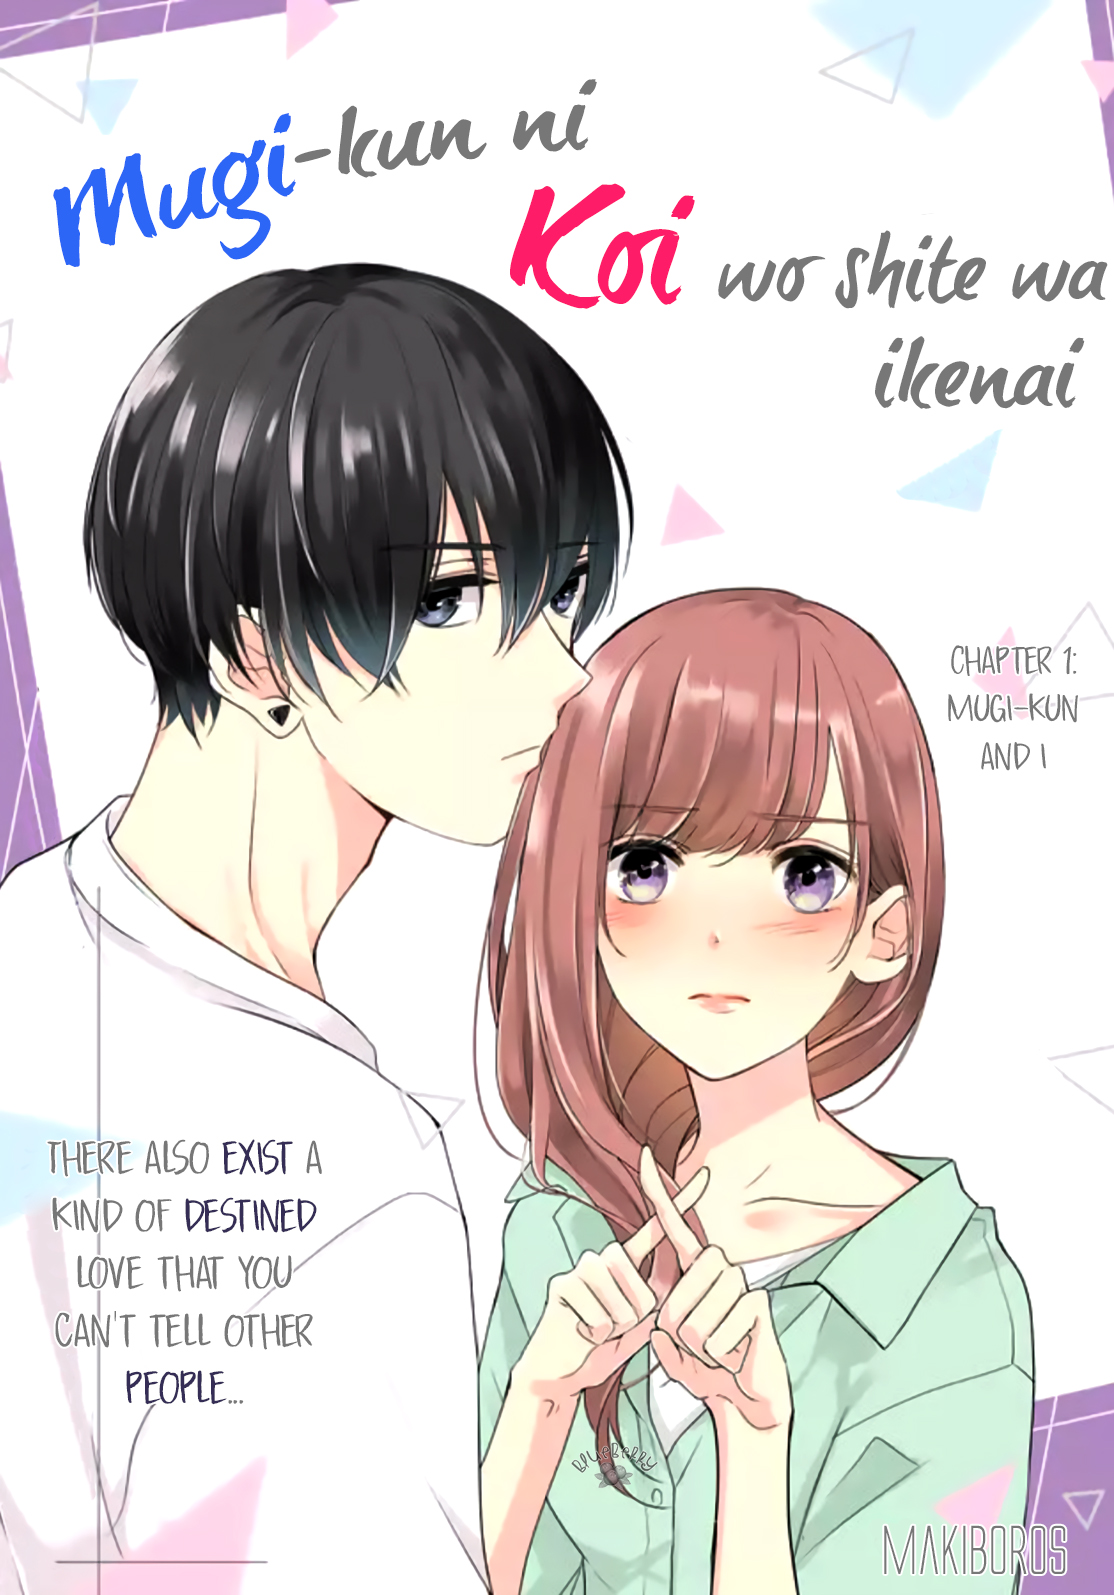 Mugi-kun ni
Koi wo shite wa
ikenai
CHAPTER 1:
MUGI-KUN
AND I
THERE ALSO EXIST A
KIND OF DESTINED
LOVE THAT YOU
CAN'T TELL OTHER
PEOPLE...
BLUEBERRY
MAKIBOROS